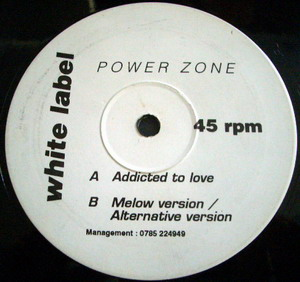 white label
POWER ZONE
45 rpm
A Addicted to love
B Melow version /
Alternative version
Management : 0785 224949